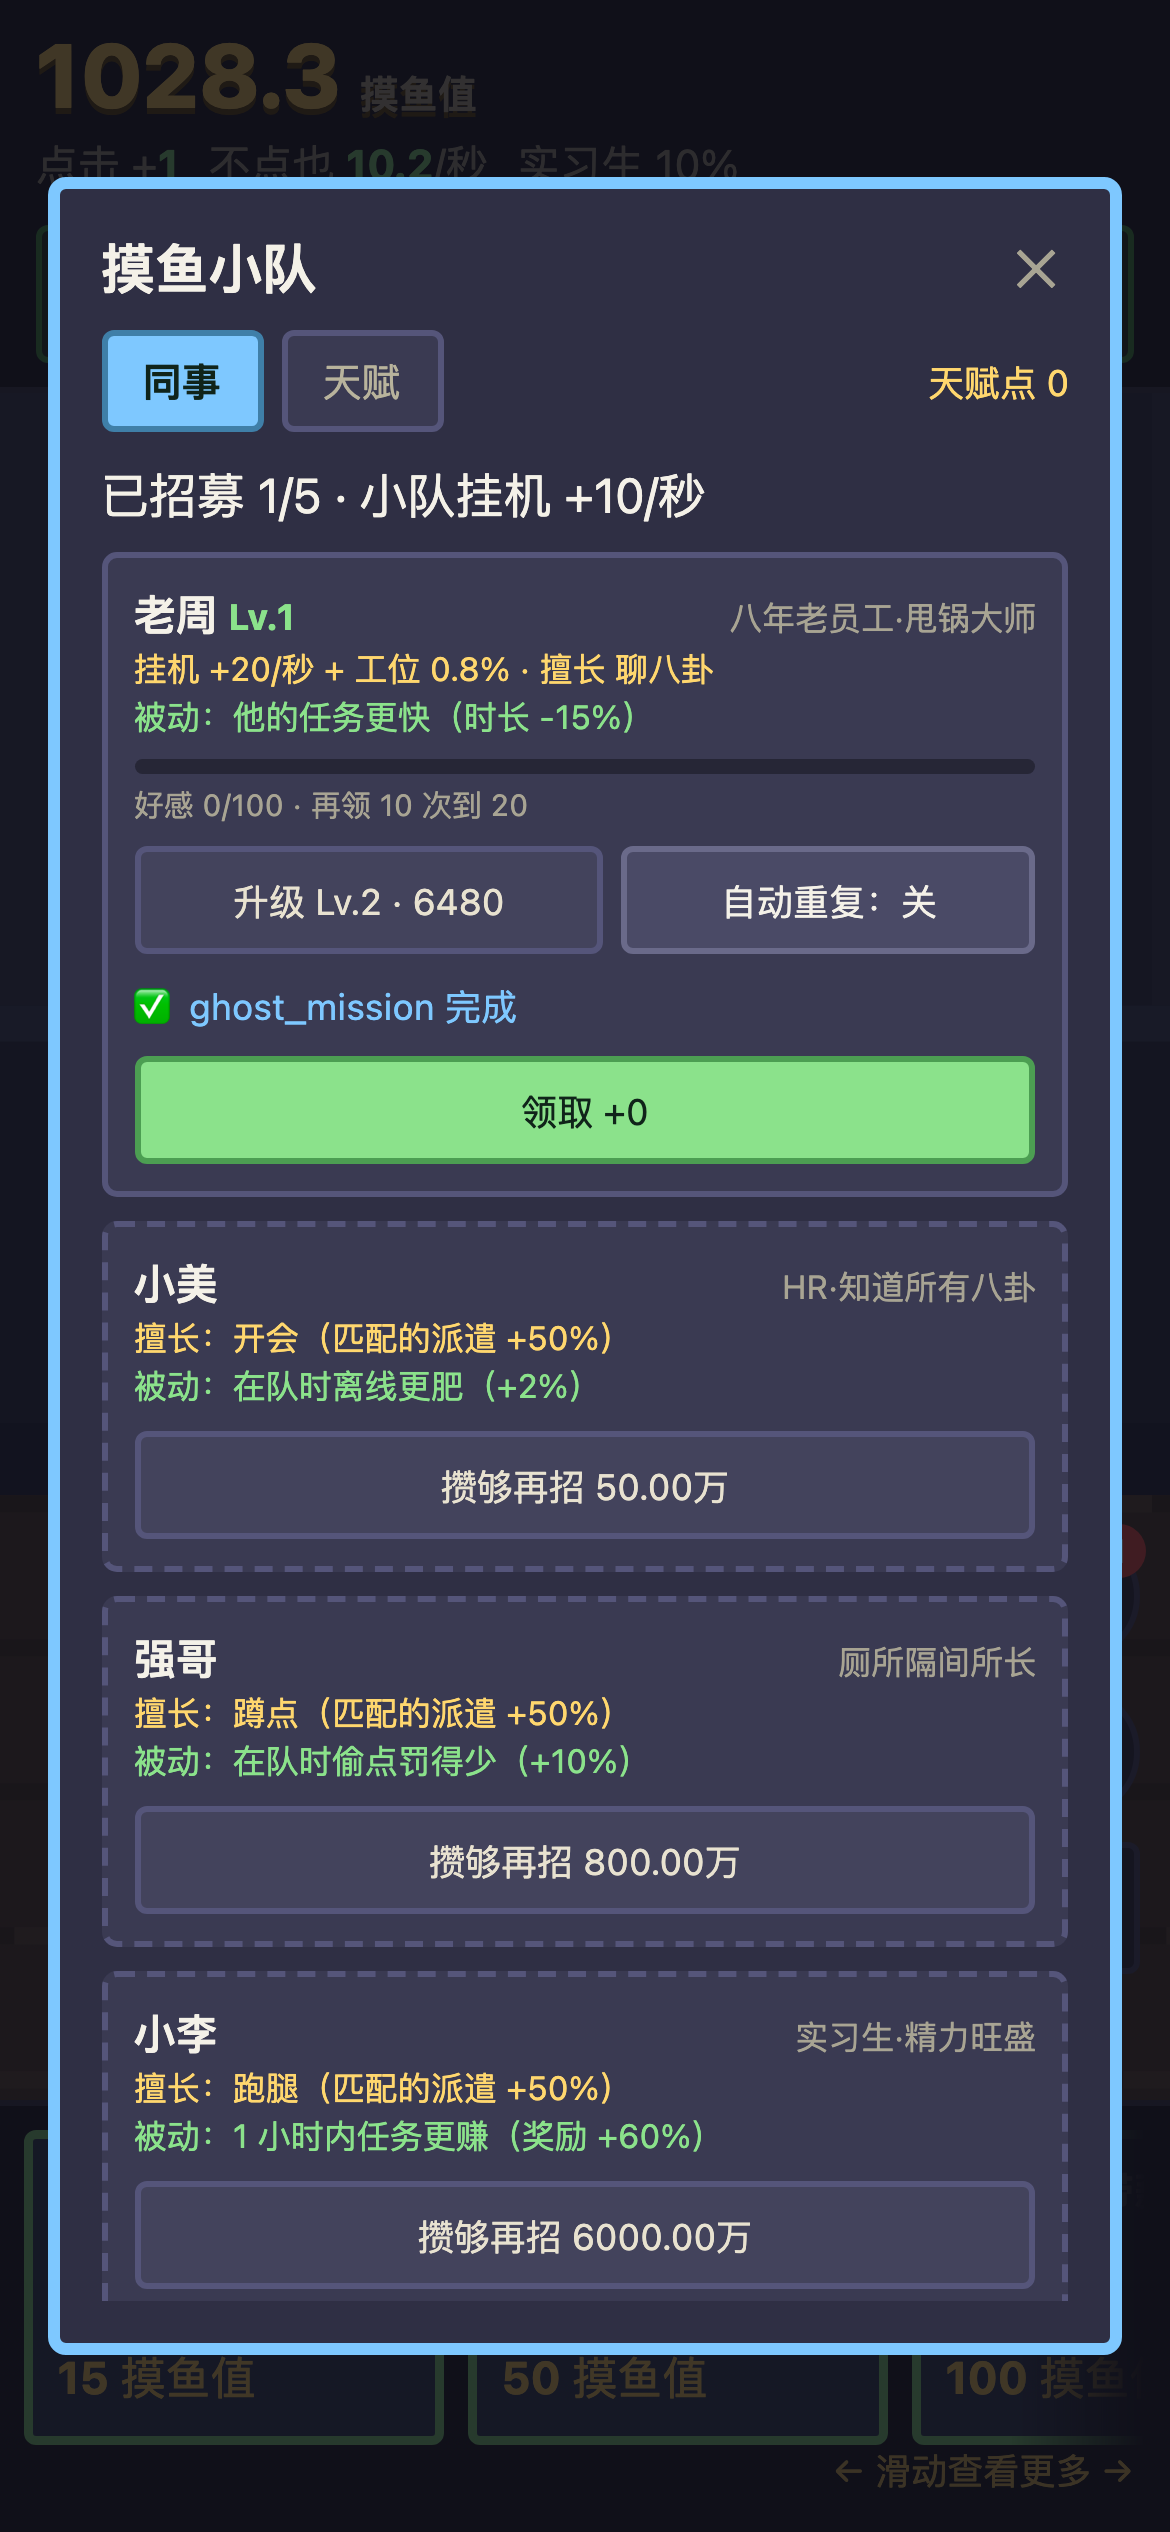 1028.3 摸鱼值
点击 +1 不点也 10.2/秒 实习生 10%
摸鱼小队
同事 天赋 天赋点 0
已招募 1/5 · 小队挂机 +10/秒
老周 Lv.1 八年老员工·甩锅大师
挂机 +20/秒 + 工位 0.8% · 擅长 聊八卦
被动：他的任务更快（时长 -15%）
好感 0/100 · 再领 10 次到 20
升级 Lv.2 · 6480 自动重复：关
✅ ghost_mission 完成
领取 +0
小美 HR·知道所有八卦
擅长：开会（匹配的派遣 +50%）
被动：在队时离线更肥（+2%）
攒够再招 50.00万
强哥 厕所隔间所长
擅长：蹲点（匹配的派遣 +50%）
被动：在队时偷点罚得少（+10%）
攒够再招 800.00万
小李 实习生·精力旺盛
擅长：跑腿（匹配的派遣 +50%）
被动：1 小时内任务更赚（奖励 +60%）
攒够再招 6000.00万
15 摸鱼值 50 摸鱼值 100 摸鱼
← 滑动查看更多 →